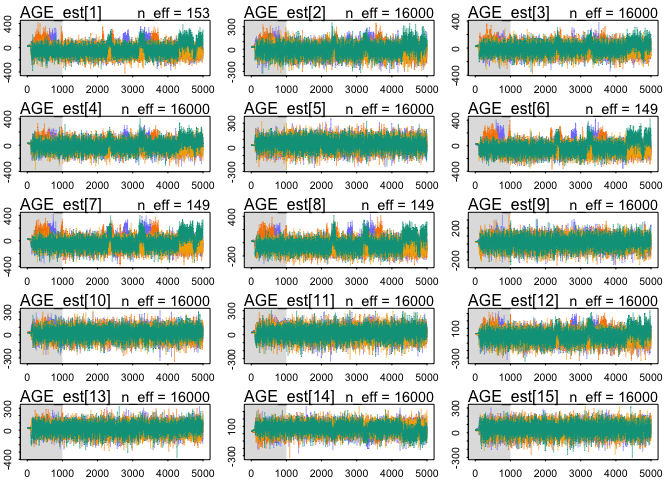 AGE_est[1] n_eff = 153
AGE_est[2] n_eff = 16000
AGE_est[3] n_eff = 16000
-400 0 400
-300 0 300
-400 0 400
0 1000 2000 3000 4000 5000
0 1000 2000 3000 4000 5000
0 1000 2000 3000 4000 5000
AGE_est[4] n_eff = 16000
AGE_est[5] n_eff = 16000
AGE_est[6] n_eff = 149
-400 0 400
-300 0 300
-400 0 400
0 1000 2000 3000 4000 5000
0 1000 2000 3000 4000 5000
0 1000 2000 3000 4000 5000
AGE_est[7] n_eff = 149
AGE_est[8] n_eff = 149
AGE_est[9] n_eff = 16000
-400 0 400
-200 400
-200 200
0 1000 2000 3000 4000 5000
0 1000 2000 3000 4000 5000
0 1000 2000 3000 4000 5000
AGE_est[10] n_eff = 16000
AGE_est[11] n_eff = 16000
AGE_est[12] n_eff = 16000
-300 0 300
-300 0 300
-300 100
0 1000 2000 3000 4000 5000
0 1000 2000 3000 4000 5000
0 1000 2000 3000 4000 5000
AGE_est[13] n_eff = 16000
AGE_est[14] n_eff = 16000
AGE_est[15] n_eff = 16000
-400 0 300
-300 100
-300 0 300
0 1000 2000 3000 4000 5000
0 1000 2000 3000 4000 5000
0 1000 2000 3000 4000 5000